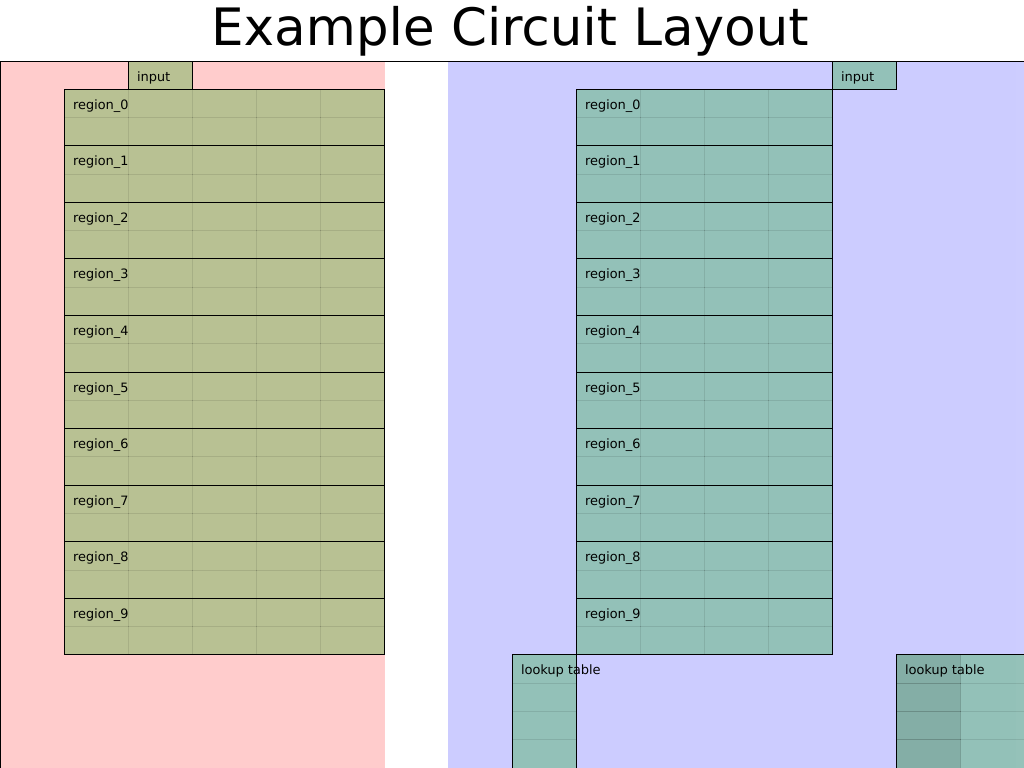 Example Circuit Layout
input
region_0
region_1
region_2
region_3
region_4
region_5
region_6
region_7
region_8
region_9
input
region_0
region_1
region_2
region_3
region_4
region_5
region_6
region_7
region_8
region_9
lookup table
lookup table